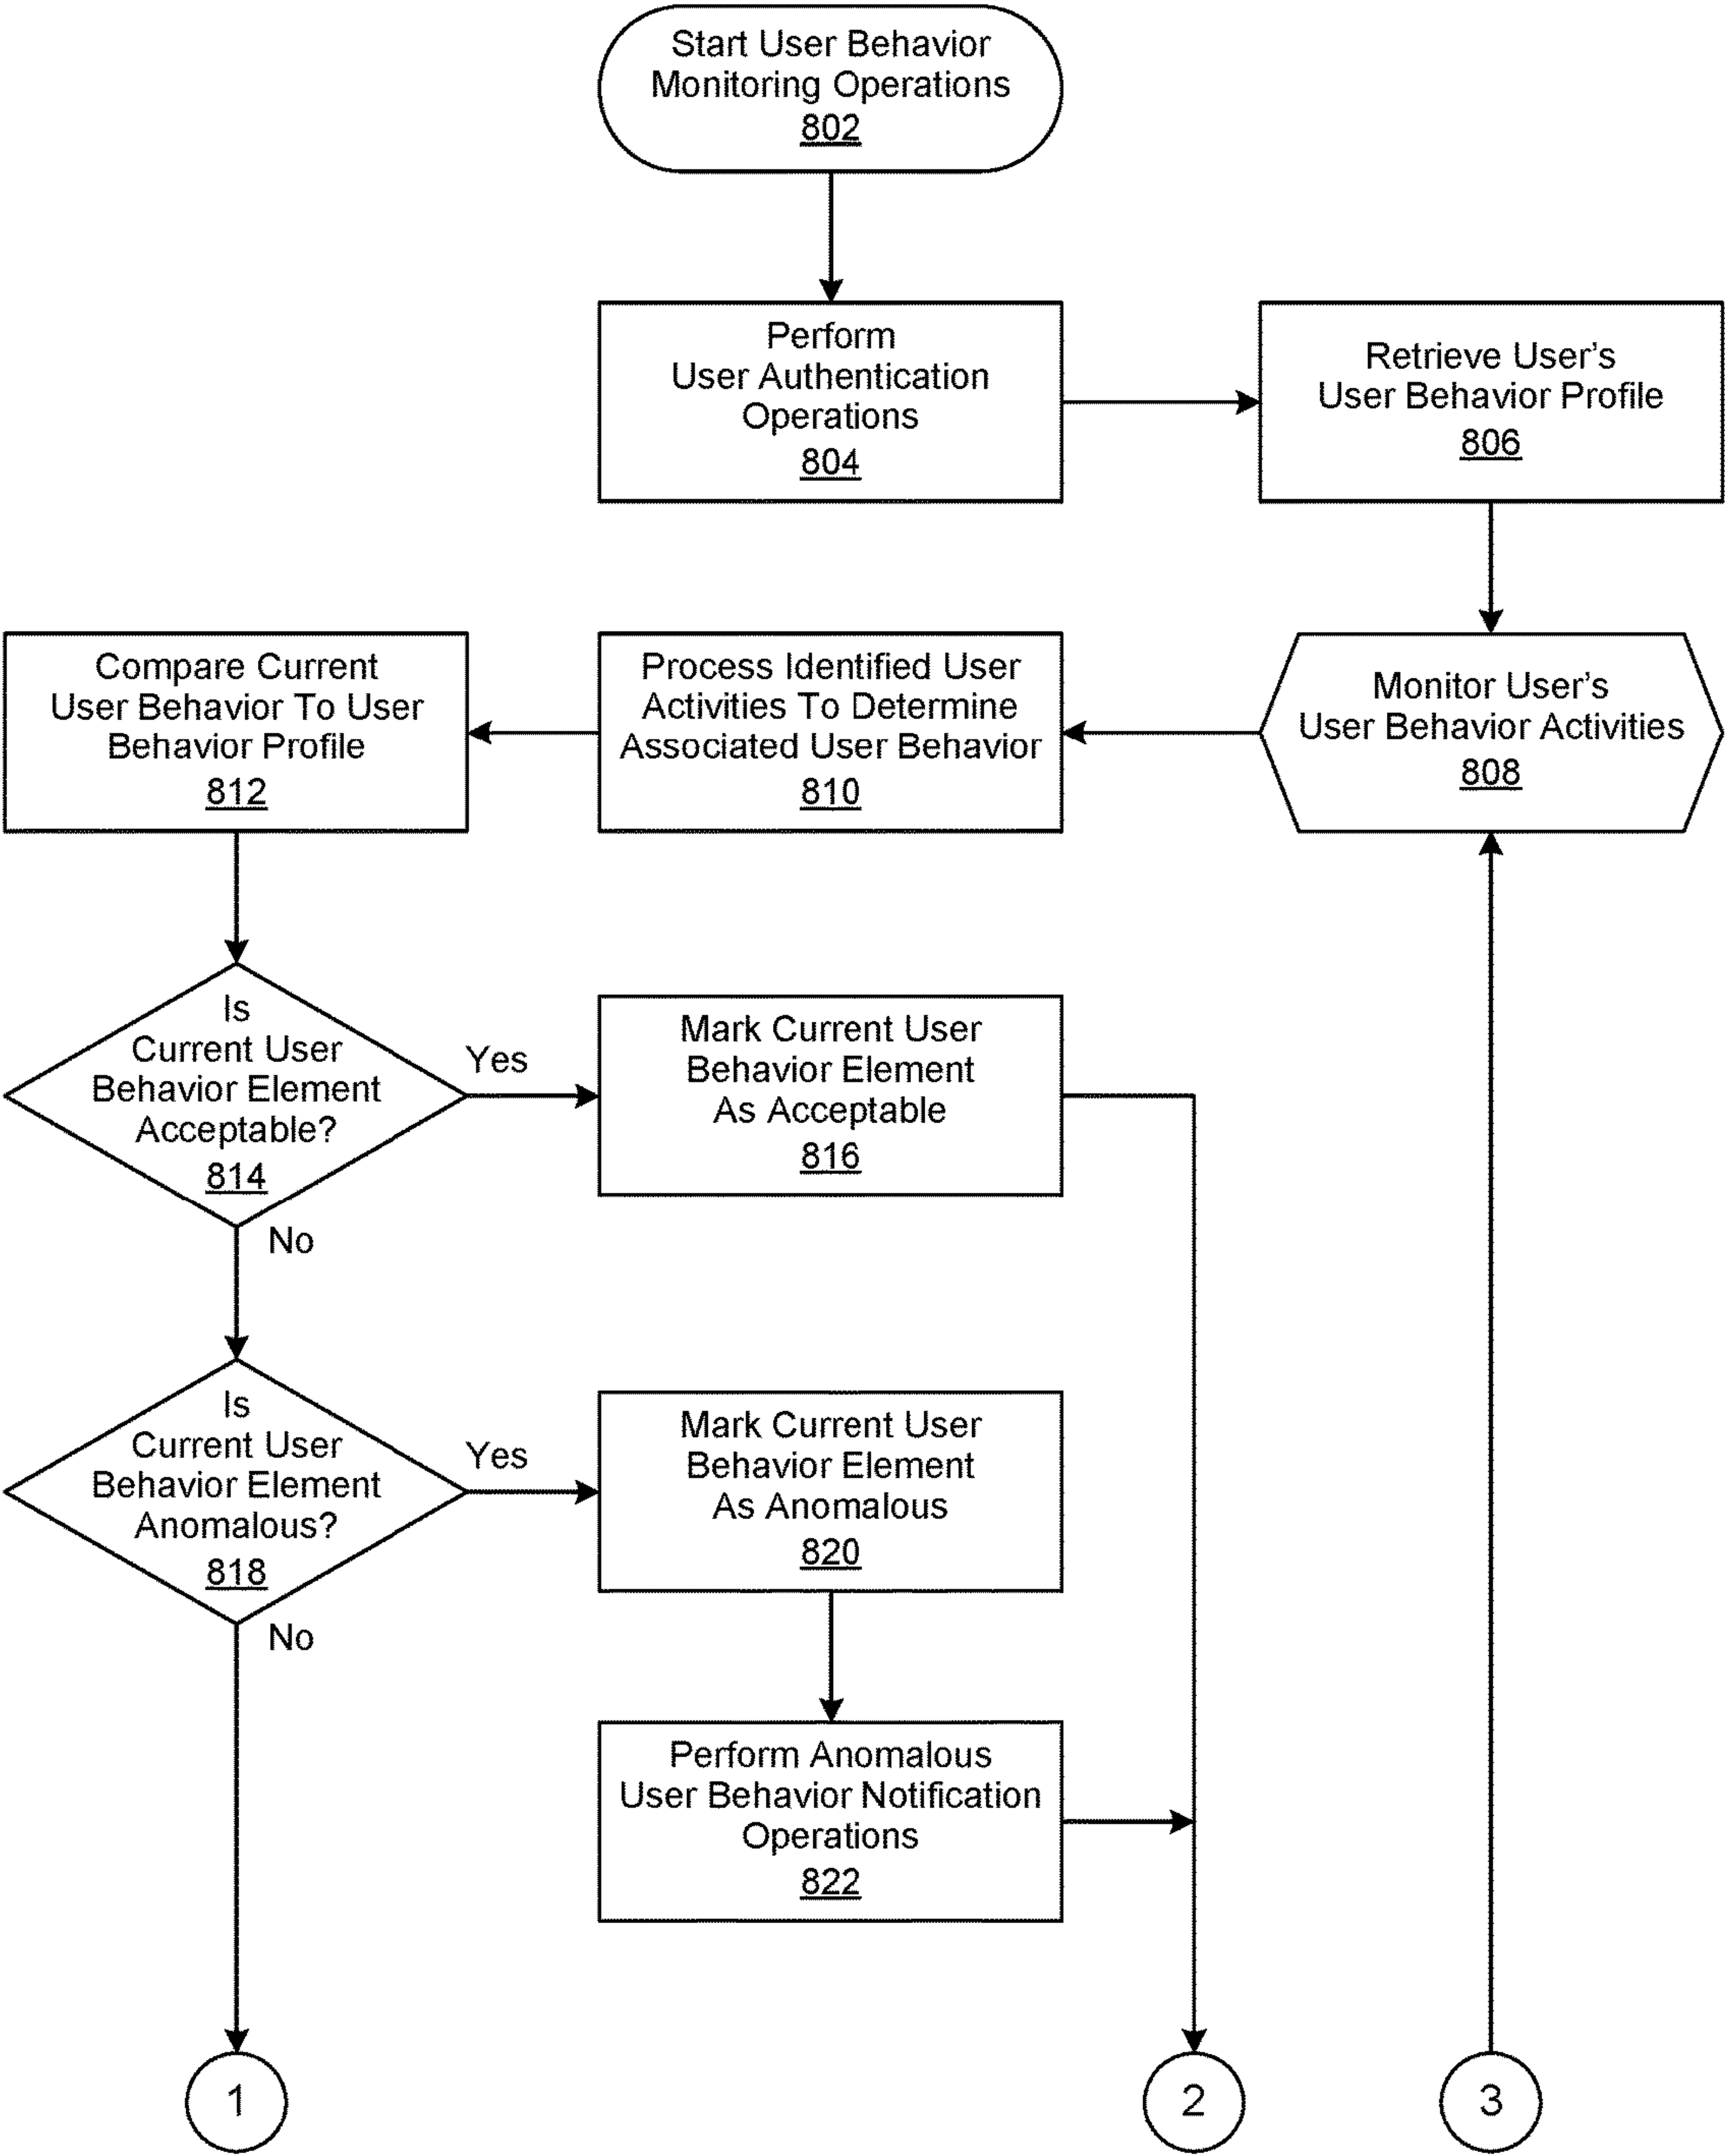 Start User Behavior
Monitoring Operations
802
Perform
User Authentication
Operations
804
Retrieve User’s
User Behavior Profile
806
Compare Current
User Behavior To User
Behavior Profile
812
Process Identified User
Activities To Determine
Associated User Behavior
810
Monitor User’s
User Behavior Activities
808
Is
Current User
Behavior Element
Acceptable?
814
Yes
No
Mark Current User
Behavior Element
As Acceptable
816
Is
Current User
Behavior Element
Anomalous?
818
Yes
No
Mark Current User
Behavior Element
As Anomalous
820
Perform Anomalous
User Behavior Notification
Operations
822
1
2
3